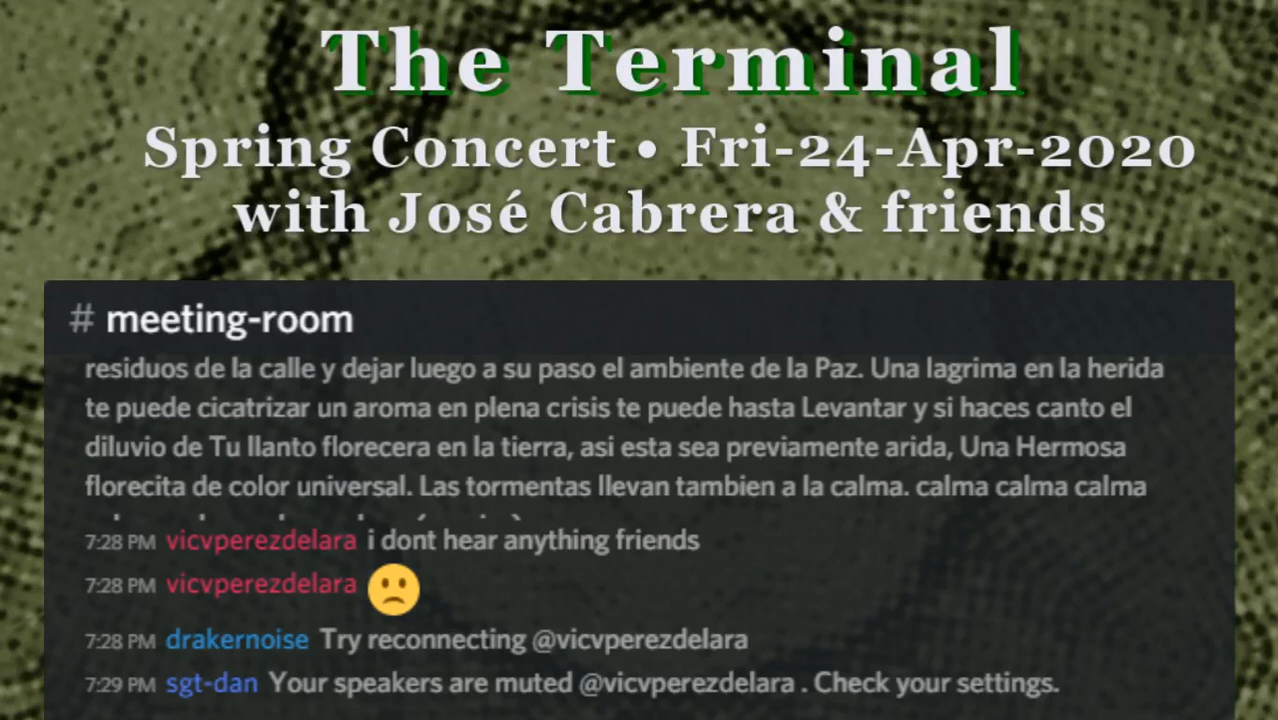 The Terminal
Spring Concert • Fri-24-Apr-2020
with José Cabrera & friends
# meeting-room
residuos de la calle y dejar luego a su paso el ambiente de la Paz. Una lagrima en la herida
te puede cicatrizar un aroma en plena crisis te puede hasta Levantar y si haces canto el
diluvio de Tu llanto florecera en la tierra, asi esta sea previamente arida, Una Hermosa
florecita de color universal. Las tormentas llevan tambien a la calma. calma calma calma
7:28 PM vicvperezdelara i dont hear anything friends
7:28 PM vicvperezdelara 🙁
7:28 PM drakernoise Try reconnecting @vicvperezdelara
7:29 PM sgt-dan Your speakers are muted @vicvperezdelara . Check your settings.